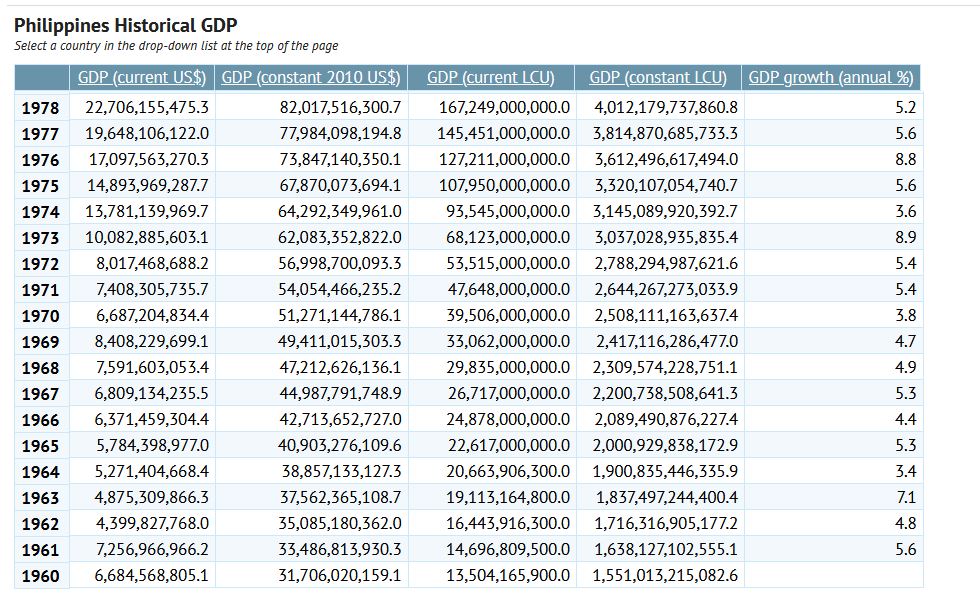 Philippines Historical GDP
Select a country in the drop-down list at the top of the page
GDP (current US$) GDP (constant 2010 US$) GDP (current LCU) GDP (constant LCU) GDP growth (annual %)
1978 22,706,155,475.3 82,017,516,300.7 167,249,000,000.0 4,012,179,737,860.8 5.2
1977 19,648,106,122.0 77,984,098,194.8 145,451,000,000.0 3,814,870,685,733.3 5.6
1976 17,097,563,270.3 73,847,140,350.1 127,211,000,000.0 3,612,496,617,494.0 8.8
1975 14,893,969,287.7 67,870,073,694.1 107,950,000,000.0 3,320,107,054,740.7 5.6
1974 13,781,139,969.7 64,292,349,961.0 93,545,000,000.0 3,145,089,920,392.7 3.6
1973 10,082,885,603.1 62,083,352,822.0 68,123,000,000.0 3,037,028,935,835.4 8.9
1972 8,017,468,688.2 56,998,700,093.3 53,515,000,000.0 2,788,294,987,621.6 5.4
1971 7,408,305,735.7 54,054,466,235.2 47,648,000,000.0 2,644,267,273,033.9 5.4
1970 6,687,204,834.4 51,271,144,786.1 39,506,000,000.0 2,508,111,163,637.4 3.8
1969 8,408,229,699.1 49,411,015,303.3 33,062,000,000.0 2,417,116,286,477.0 4.7
1968 7,591,603,053.4 47,212,626,136.1 29,835,000,000.0 2,309,574,228,751.1 4.9
1967 6,809,134,235.5 44,987,791,748.9 26,717,000,000.0 2,200,738,508,641.3 5.3
1966 6,371,459,304.4 42,713,652,727.0 24,878,000,000.0 2,089,490,876,227.4 4.4
1965 5,784,398,977.0 40,903,276,109.6 22,617,000,000.0 2,000,929,838,172.9 5.3
1964 5,271,404,668.4 38,857,133,127.3 20,663,906,300.0 1,900,835,446,335.9 3.4
1963 4,875,309,866.3 37,562,365,108.7 19,113,164,800.0 1,837,497,244,400.4 7.1
1962 4,399,827,768.0 35,085,180,362.0 16,443,916,300.0 1,716,316,905,177.2 4.8
1961 7,256,966,966.2 33,486,813,930.3 14,696,809,500.0 1,638,127,102,555.1 5.6
1960 6,684,568,805.1 31,706,020,159.1 13,504,165,900.0 1,551,013,215,082.6